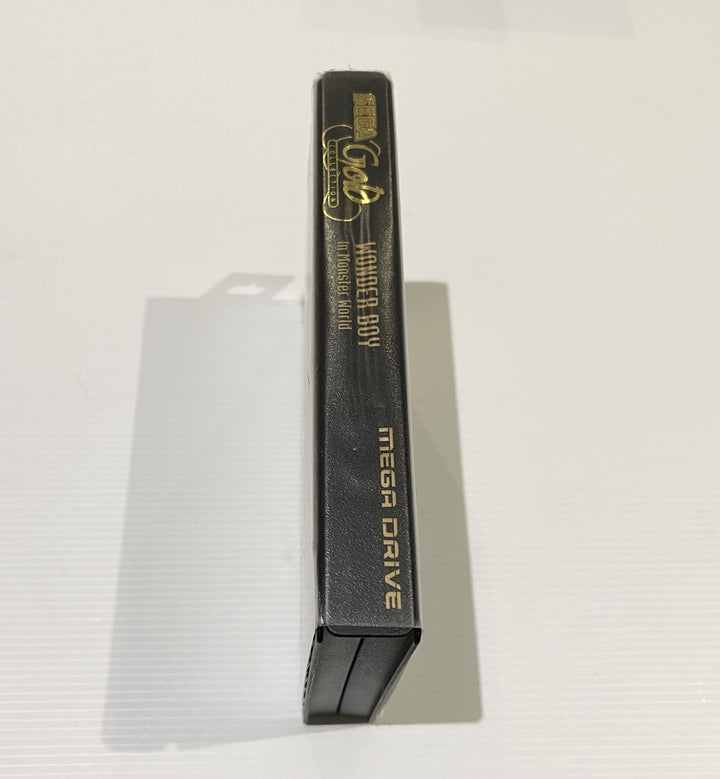 SEGA
Gold
COLLECTION
WONDER BOY
In Monster World
MEGA DRIVE